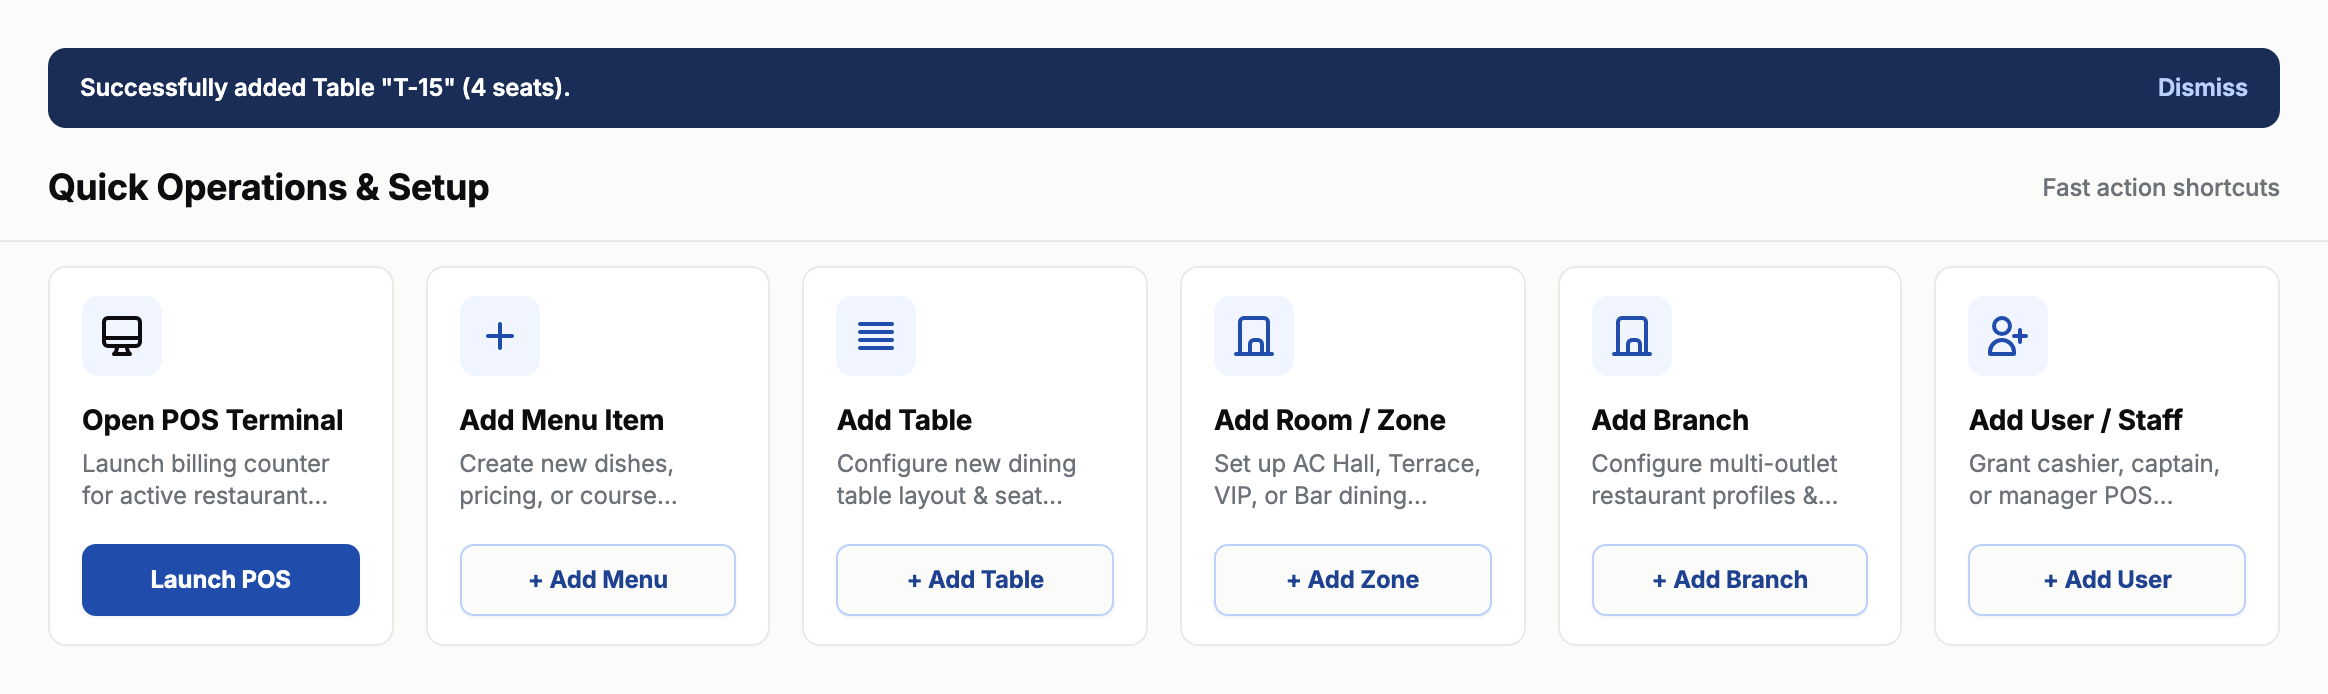 Successfully added Table "T-15" (4 seats).
Dismiss
Quick Operations & Setup
Fast action shortcuts
Open POS Terminal
Launch billing counter
for active restaurant...
Launch POS
Add Menu Item
Create new dishes,
pricing, or course...
+ Add Menu
Add Table
Configure new dining
table layout & seat...
+ Add Table
Add Room / Zone
Set up AC Hall, Terrace,
VIP, or Bar dining...
+ Add Zone
Add Branch
Configure multi-outlet
restaurant profiles &...
+ Add Branch
Add User / Staff
Grant cashier, captain,
or manager POS...
+ Add User